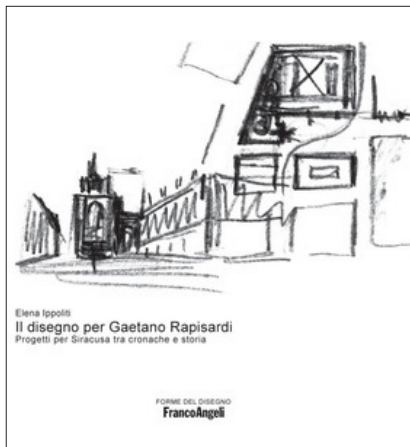 Elena Ippoliti
Il disegno per Gaetano Rapisardi
Progetti per Siracusa tra cronache e storia
FORME DEL DISEGNO
FrancoAngeli